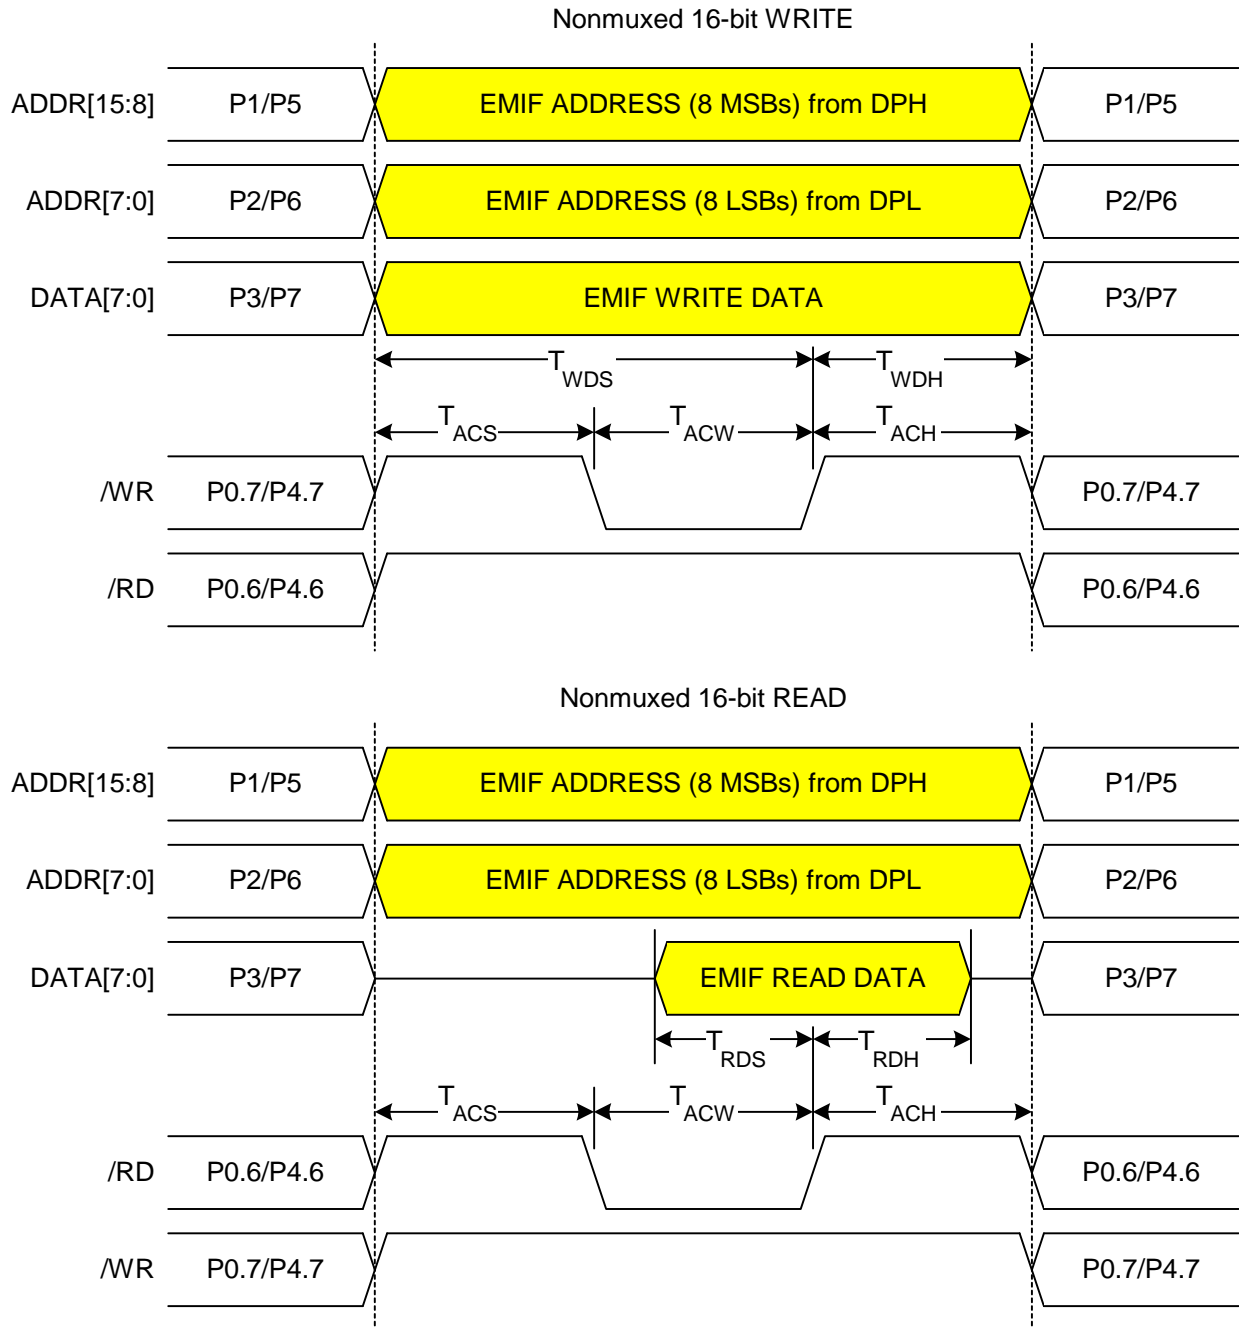 Nonmuxed 16-bit WRITE
ADDR[15:8] P1/P5 EMIF ADDRESS (8 MSBs) from DPH P1/P5
ADDR[7:0] P2/P6 EMIF ADDRESS (8 LSBs) from DPL P2/P6
DATA[7:0] P3/P7 EMIF WRITE DATA P3/P7
TWDS TWDH
TACS TACW TACH
/WR P0.7/P4.7 P0.7/P4.7
/RD P0.6/P4.6 P0.6/P4.6
Nonmuxed 16-bit READ
ADDR[15:8] P1/P5 EMIF ADDRESS (8 MSBs) from DPH P1/P5
ADDR[7:0] P2/P6 EMIF ADDRESS (8 LSBs) from DPL P2/P6
DATA[7:0] P3/P7 EMIF READ DATA P3/P7
TRDS TRDH
TACS TACW TACH
/RD P0.6/P4.6 P0.6/P4.6
/WR P0.7/P4.7 P0.7/P4.7